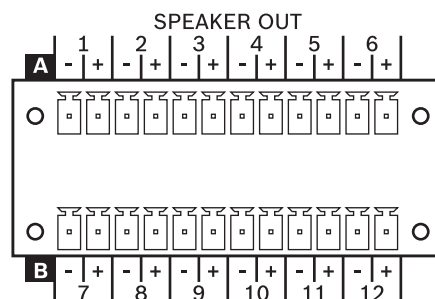 SPEAKER OUT
1 2 3 4 5 6
A - + - + - + - + - + - +
B - + - + - + - + - + - +
7 8 9 10 11 12